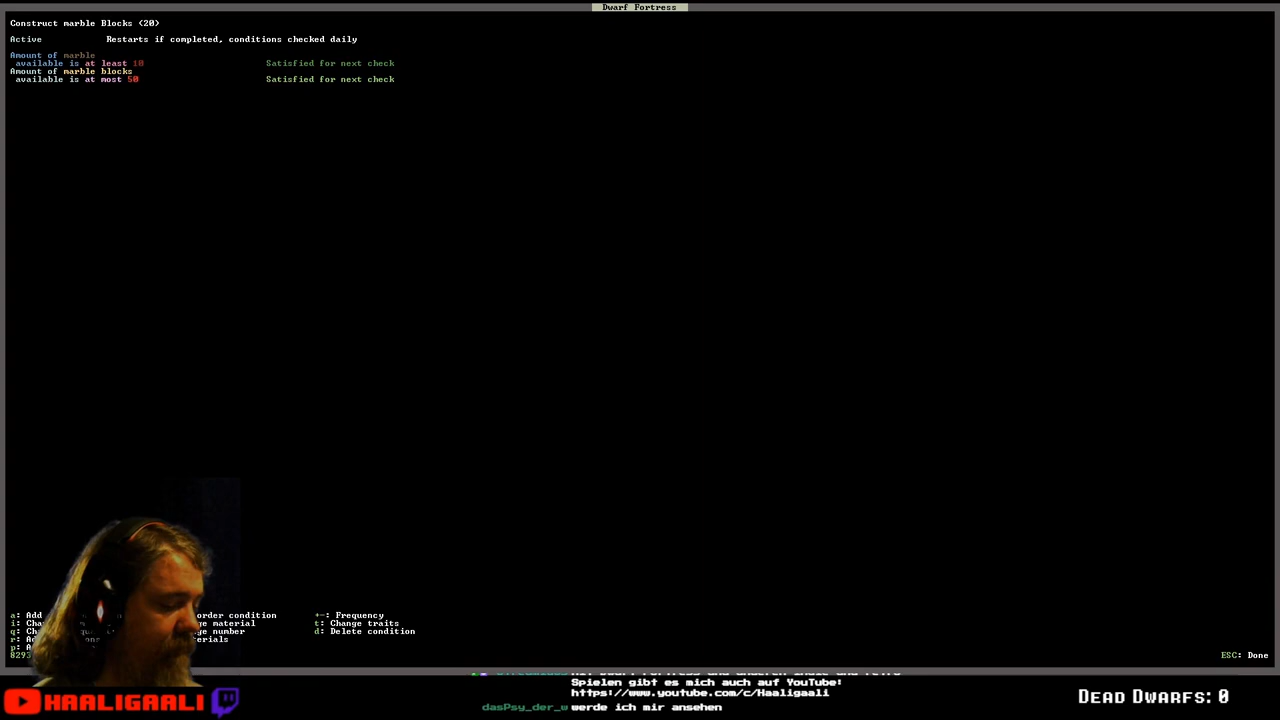 Dwarf Fortress
Construct marble Blocks (20)
Active Restarts if completed, conditions checked daily
Amount of marble
available is at least 10 Satisfied for next check
Amount of marble blocks
available is at most 50 Satisfied for next check
a: Add order condition +-: Frequency
i: material t: Change traits
q: number d: Delete condition
r:
p:
8293 ESC: Done
Spielen gibt es mich auch auf YouTube!
https://www.youtube.com/c/Haaligaali
dasPsy_der_w werde ich mir ansehen
HAALIGAALI
Dead Dwarfs: 0